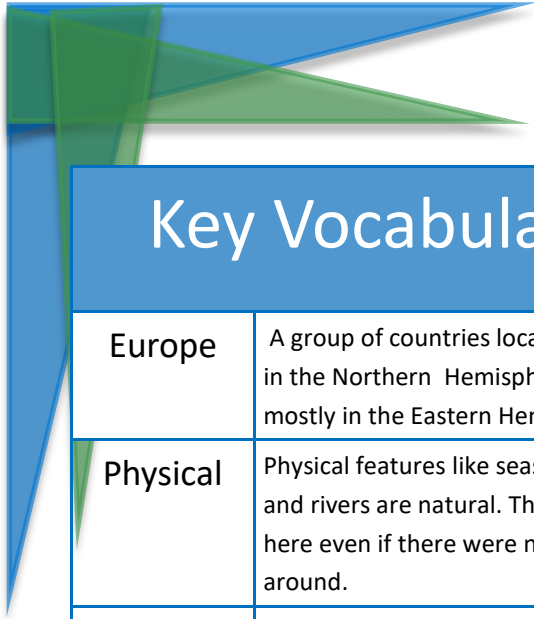 Key Vocabula
Europe
A group of countries loca
in the Northern Hemisph
mostly in the Eastern He
Physical
Physical features like seas
and rivers are natural. Th
here even if there were n
around.